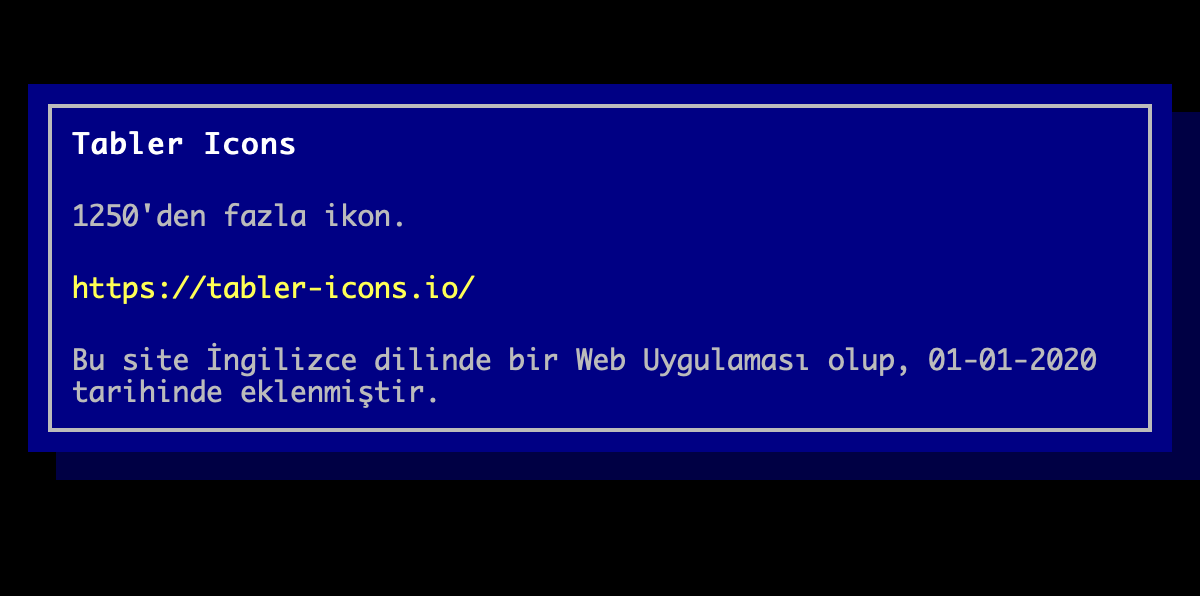 Tabler Icons
1250'den fazla ikon.
https://tabler-icons.io/
Bu site İngilizce dilinde bir Web Uygulaması olup, 01-01-2020
tarihinde eklenmiştir.